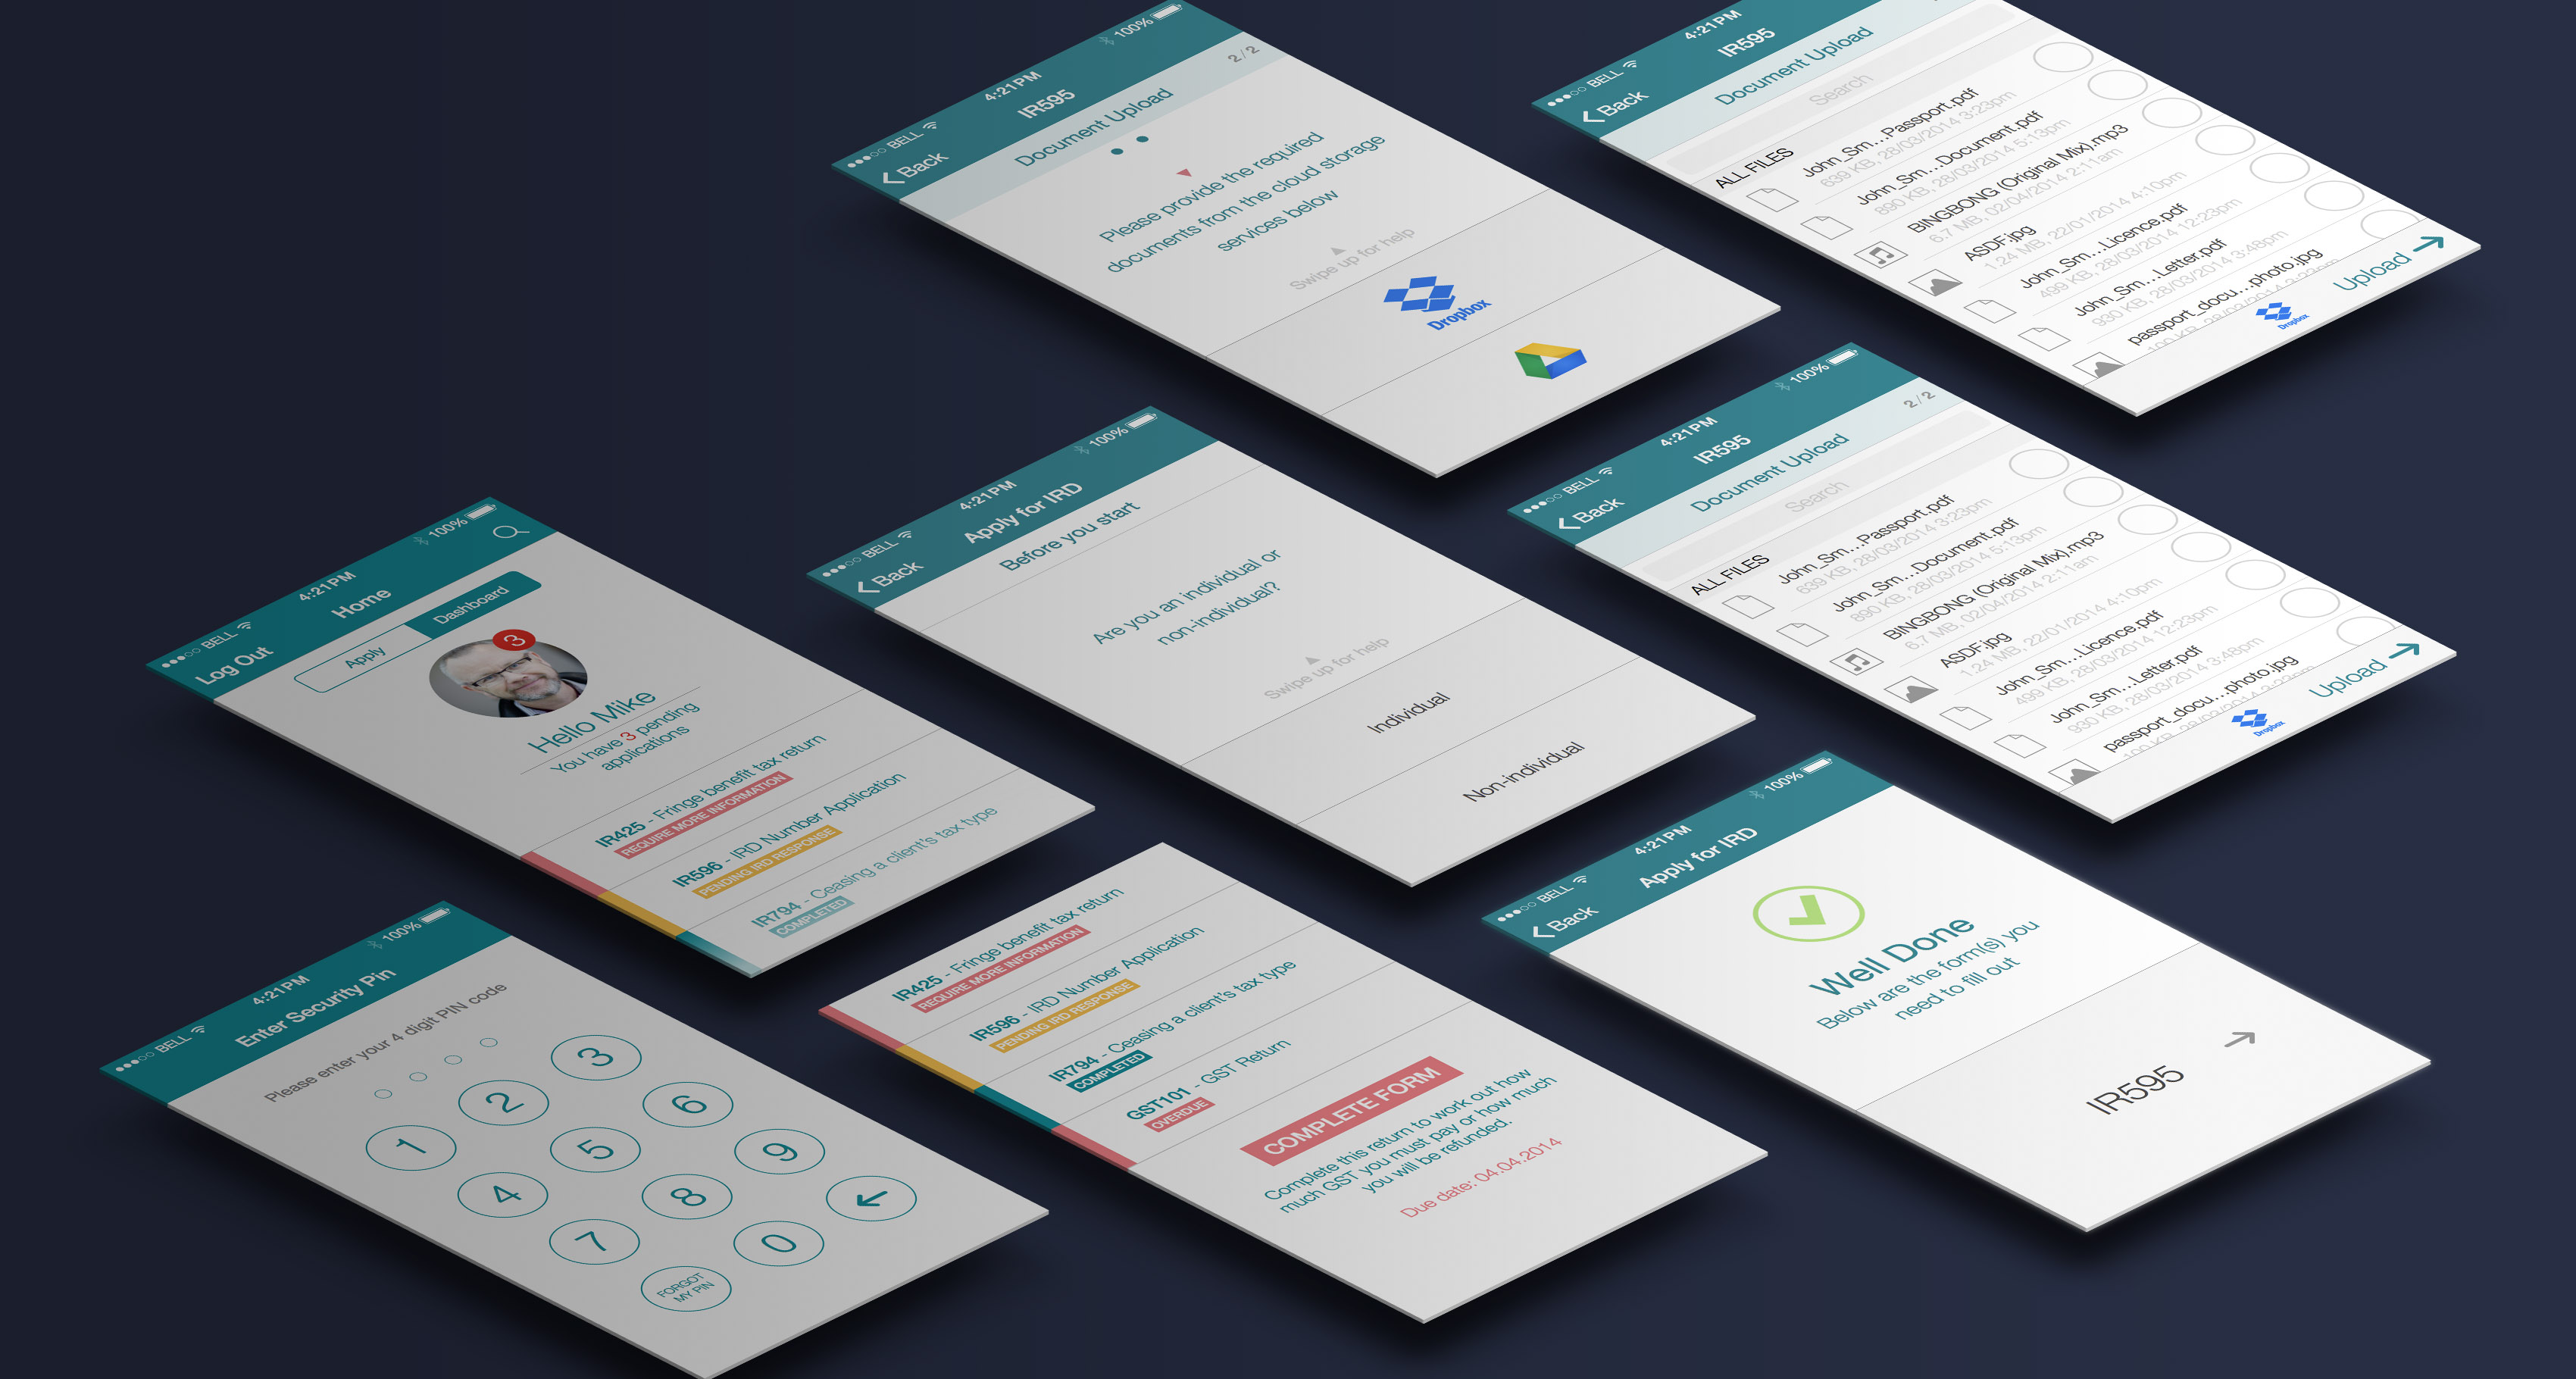 ●●●○○ BELL 4:21PM 100%
Back IR595
Document Upload 2/2
Please provide the required
documents from the cloud storage
services below
Swipe up for help
Dropbox
●●●○○ BELL 4:21PM
Back IR595
Document Upload
Search
ALL FILES
John_Sm...Passport.pdf
639 KB, 28/03/2014 3:23pm
John_Sm...Document.pdf
890 KB, 28/03/2014 5:13pm
BINGBONG (Original Mix).mp3
6.7 MB, 02/04/2014 2:11am
ASDF.jpg
1.24 MB, 22/01/2014 4:10pm
John_Sm...Licence.pdf
499 KB, 28/03/2014 12:23pm
John_Sm...Letter.pdf
930 KB, 28/03/2014 3:48pm
passport_docu...photo.jpg
Dropbox
Upload
●●●○○ BELL 4:21PM 100%
Log Out Home
Apply Dashboard
3
Hello Mike
You have 3 pending
applications
IR425 - Fringe benefit tax return
REQUIRE MORE INFORMATION
IR596 - IRD Number Application
PENDING IRD RESPONSE
IR794 - Ceasing a client's tax type
COMPLETED
●●●○○ BELL 4:21PM 100%
Back Apply for IRD
Before you start
Are you an individual or
non-individual?
Swipe up for help
Individual
Non-individual
●●●○○ BELL 4:21PM 100%
Back IR595
Document Upload 2/2
Search
ALL FILES
John_Sm...Passport.pdf
639 KB, 28/03/2014 3:23pm
John_Sm...Document.pdf
890 KB, 28/03/2014 5:13pm
BINGBONG (Original Mix).mp3
6.7 MB, 02/04/2014 2:11am
ASDF.jpg
1.24 MB, 22/01/2014 4:10pm
John_Sm...Licence.pdf
499 KB, 28/03/2014 12:23pm
John_Sm...Letter.pdf
930 KB, 28/03/2014 3:48pm
passport_docu...photo.jpg
Dropbox
Upload
●●●○○ BELL 4:21PM 100%
Enter Security Pin
Please enter your 4 digit PIN code
1 2 3
4 5 6
7 8 9
FORGOT
MY PIN
0
IR425 - Fringe benefit tax return
REQUIRE MORE INFORMATION
IR596 - IRD Number Application
PENDING IRD RESPONSE
IR794 - Ceasing a client's tax type
COMPLETED
GST101 - GST Return
OVERDUE
COMPLETE FORM
Complete this return to work out how
much GST you must pay or how much
you will be refunded.
Due date: 04.04.2014
●●●○○ BELL 4:21PM 100%
Back Apply for IRD
Well Done
Below are the form(s) you
need to fill out
IR595